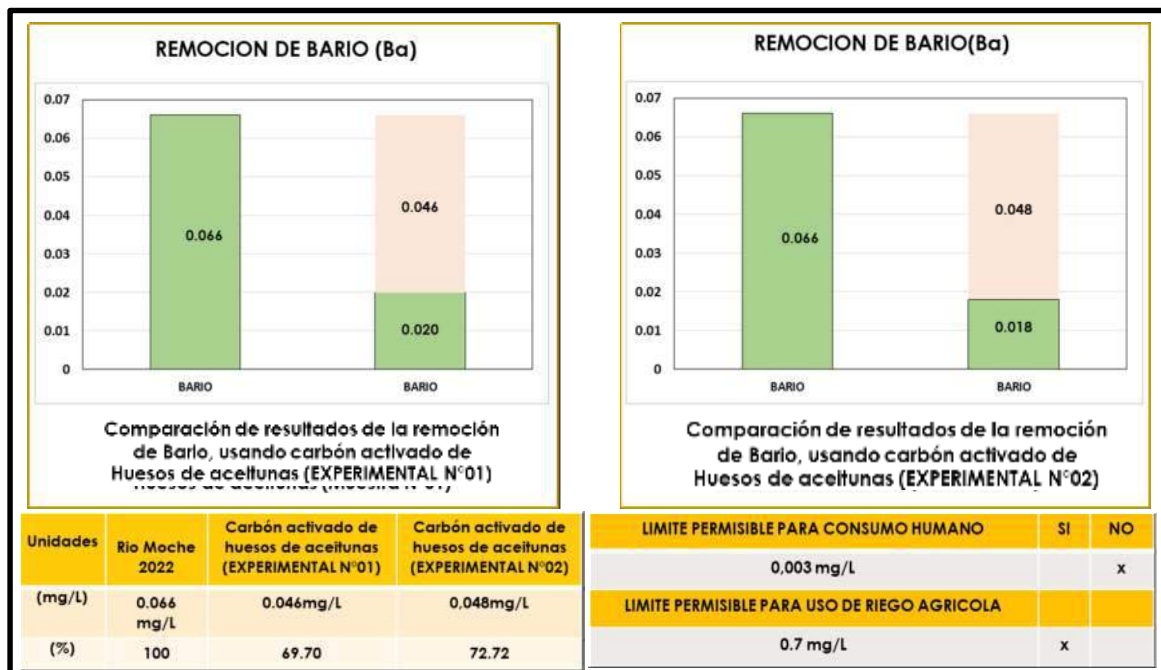 REMOCION DE BARIO (Ba)
0.07
0.06
0.05
0.04
0.03
0.02
0.01
0
0.066
0.046
0.020
BARIO
BARIO
Comparación de resultados de la remoción
de Bario, usando carbón activado de
Huesos de aceitunas (EXPERIMENTAL N°01)
Huesos de aceitunas (Muestra N°01)
REMOCION DE BARIO(Ba)
0.07
0.06
0.05
0.04
0.03
0.02
0.01
0
0.066
0.048
0.018
BARIO
BARIO
Comparación de resultados de la remoción
de Bario, usando carbón activado de
Huesos de aceitunas (EXPERIMENTAL N°02)
Unidades
Rio Moche
2022
Carbón activado de
huesos de aceitunas
(EXPERIMENTAL N°01)
Carbón activado de
huesos de aceitunas
(EXPERIMENTAL N°02)
(mg/L)
0.066
mg/L
0.046mg/L
0,048mg/L
(%)
100
69.70
72.72
LIMITE PERMISIBLE PARA CONSUMO HUMANO
SI
NO
0,003 mg/L
x
LIMITE PERMISIBLE PARA USO DE RIEGO AGRICOLA
0.7 mg/L
x